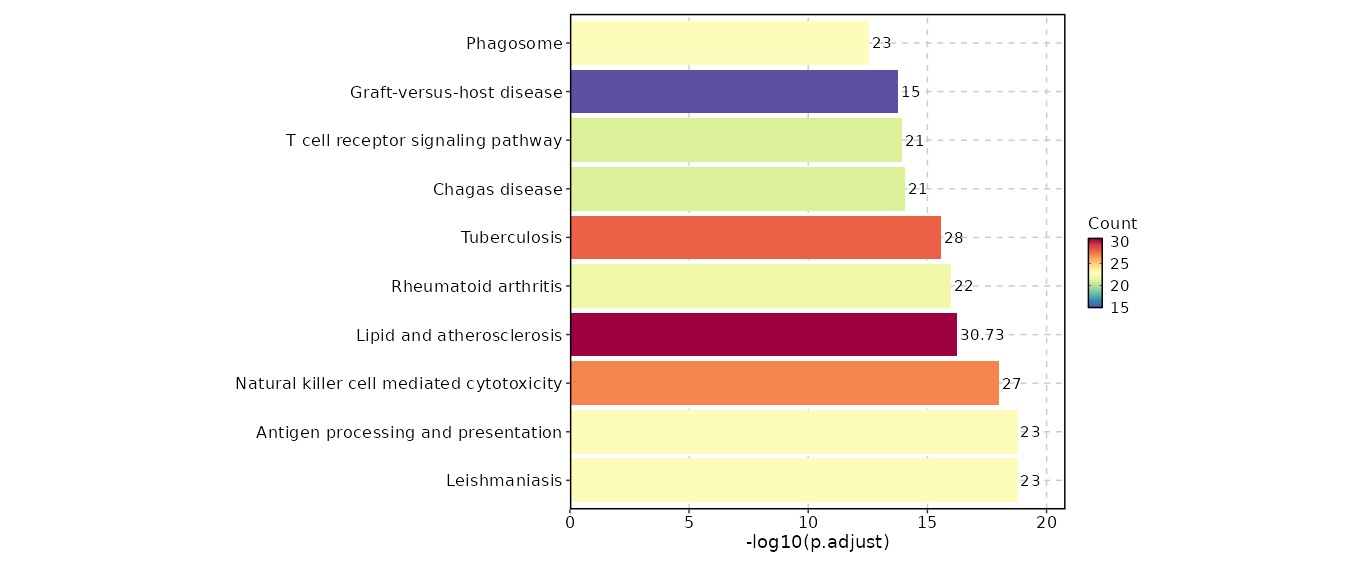 Phagosome
23
Graft-versus-host disease
15
T cell receptor signaling pathway
21
Chagas disease
21
Tuberculosis
28
Rheumatoid arthritis
22
Lipid and atherosclerosis
30.73
Natural killer cell mediated cytotoxicity
27
Antigen processing and presentation
23
Leishmaniasis
23
0 5 10 15 20
-log10(p.adjust)
Count
30
25
20
15